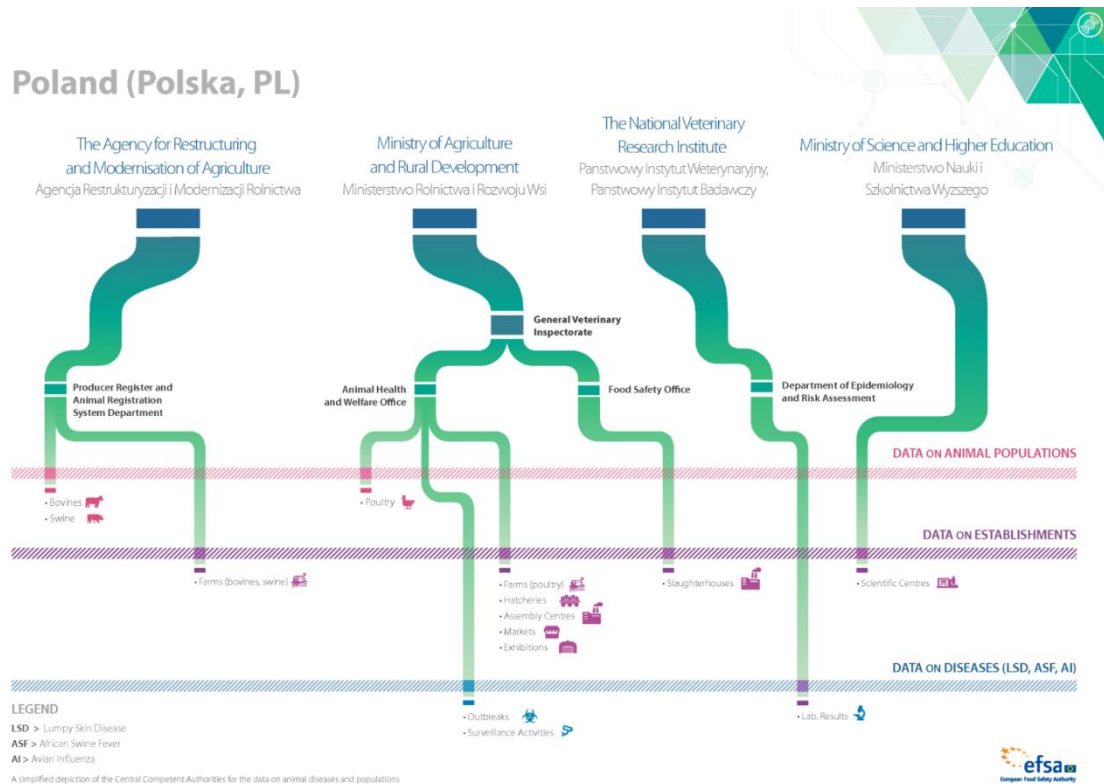 Poland (Polska, PL)
The Agency for Restructuring
and Modernisation of Agriculture
Agencja Restrukturyzacji i Modernizacji Rolnictwa
Ministry of Agriculture
and Rural Development
Ministerstwo Rolnictwa i Rozwoju Wsi
The National Veterinary
Research Institute
Panstwowy Instytut Weterynaryjny,
Panstwowy Instytut Badawczy
Ministry of Science and Higher Education
Ministerstwo Nauki i
Szkolnictwa Wyzszego
General Veterinary
Inspectorate
Producer Register and
Animal Registration
System Department
Animal Health
and Welfare Office
Food Safety Office
Department of Epidemiology
and Risk Assessment
DATA ON ANIMAL POPULATIONS
• Bovines
• Swine
• Poultry
DATA ON ESTABLISHMENTS
• Farms (bovines, swine)
• Farms (poultry)
• Hatcheries
• Assembly Centres
• Markets
• Exhibitions
• Slaughterhouses
• Scientific Centres
DATA ON DISEASES (LSD, ASF, AI)
• Outbreaks
• Surveillance Activities
• Lab. Results
LEGEND
LSD > Lumpy Skin Disease
ASF > African Swine Fever
AI > Avian Influenza
A simplified depiction of the Central Competent Authorities for the data on animal diseases and populations
efsa
European Food Safety Authority